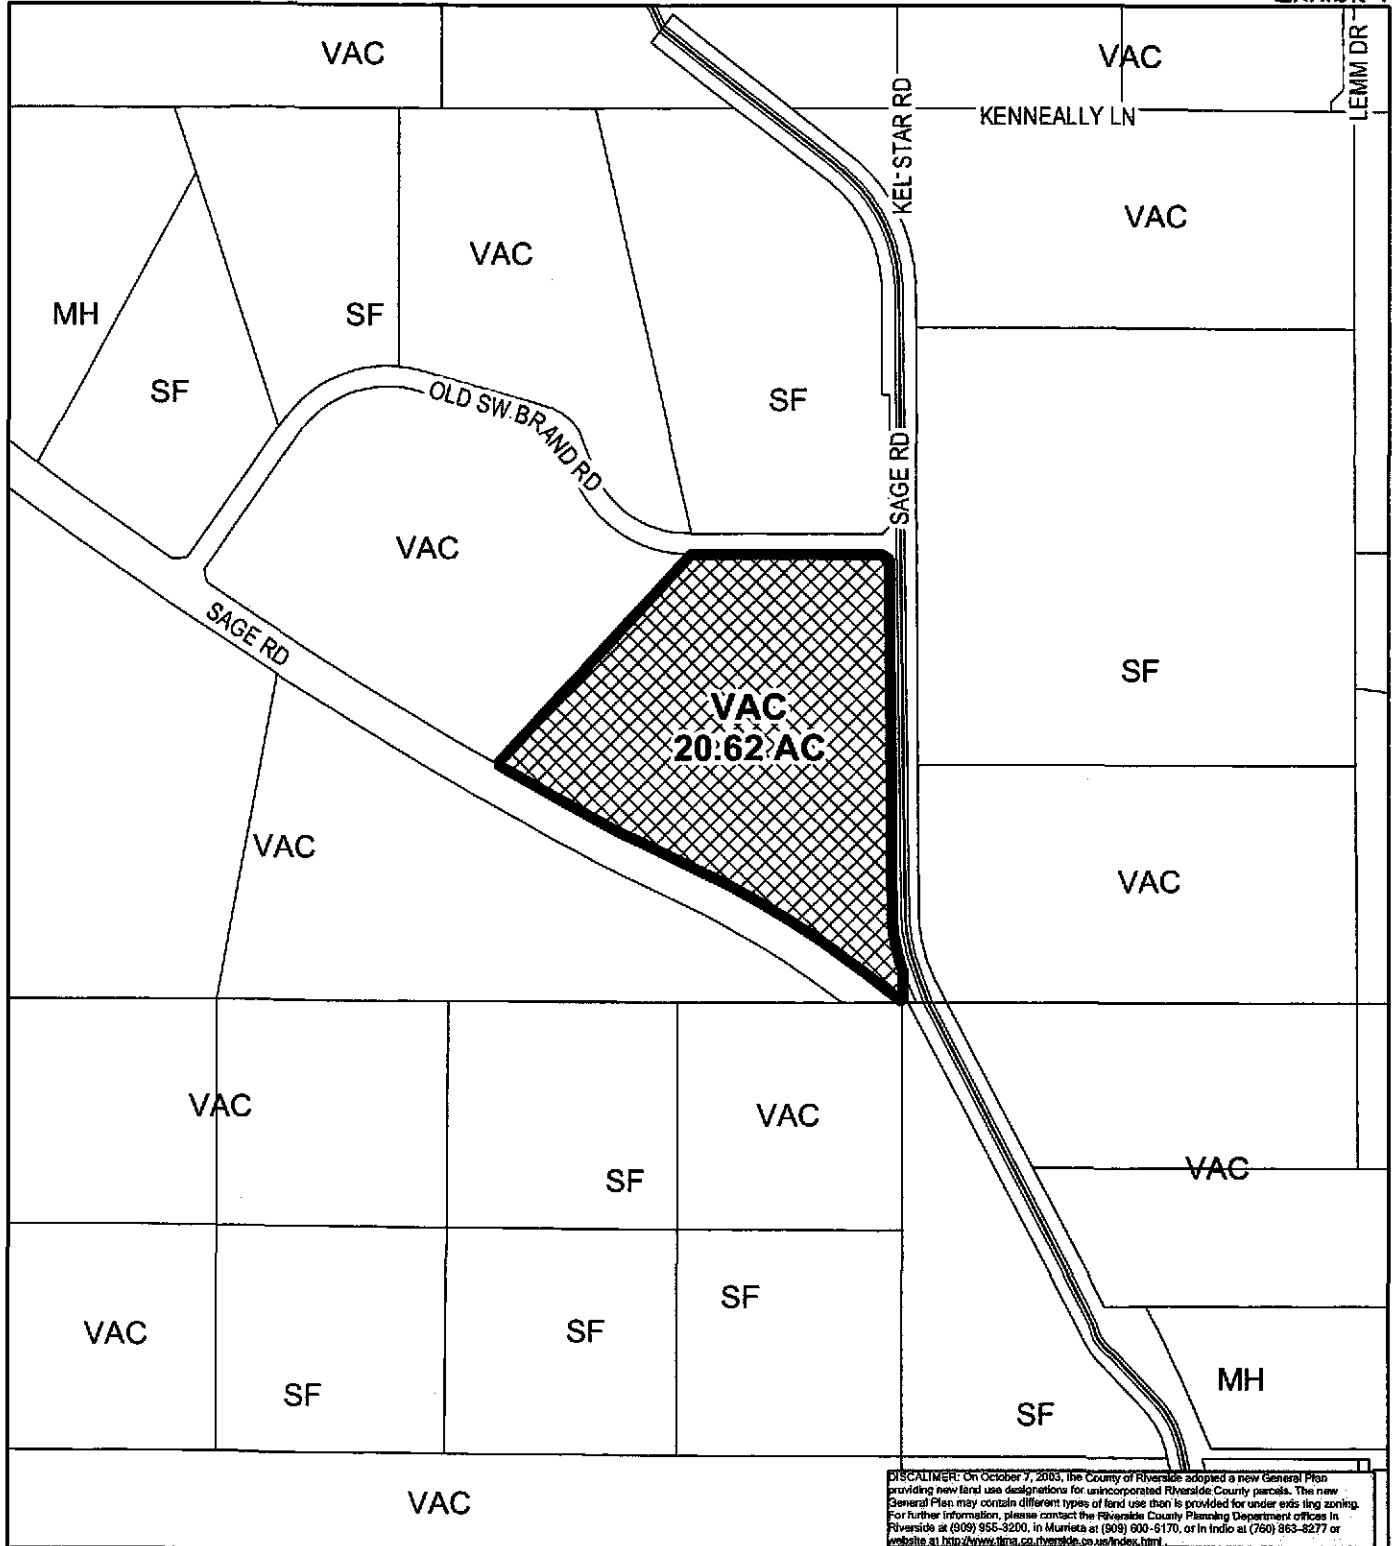 VAC
VAC
LEMM DR
KEL-STAR RD
KENNEALLY LN
VAC
VAC
MH
SF
SF
SF
OLD SW.BRAND RD
SAGE RD
VAC
SAGE RD
SF
VAC
20.62 AC
VAC
VAC
VAC
VAC
VAC
SF
SF
VAC
SF
SF
MH
SF
VAC
DISCALIMER: On October 7, 2003, the County of Riverside adopted a new General Plan
providing new land use designations for unincorporated Riverside County parcels. The new
General Plan may contain different types of land use than is provided for under existing zoning.
For further information, please contact the Riverside County Planning Department offices in
Riverside at (909) 955-3200, in Murrieta at (909) 600-6170, or in Indio at (760) 863-8277 or
website at http://www.tlma.co.riverside.ca.us/index.html